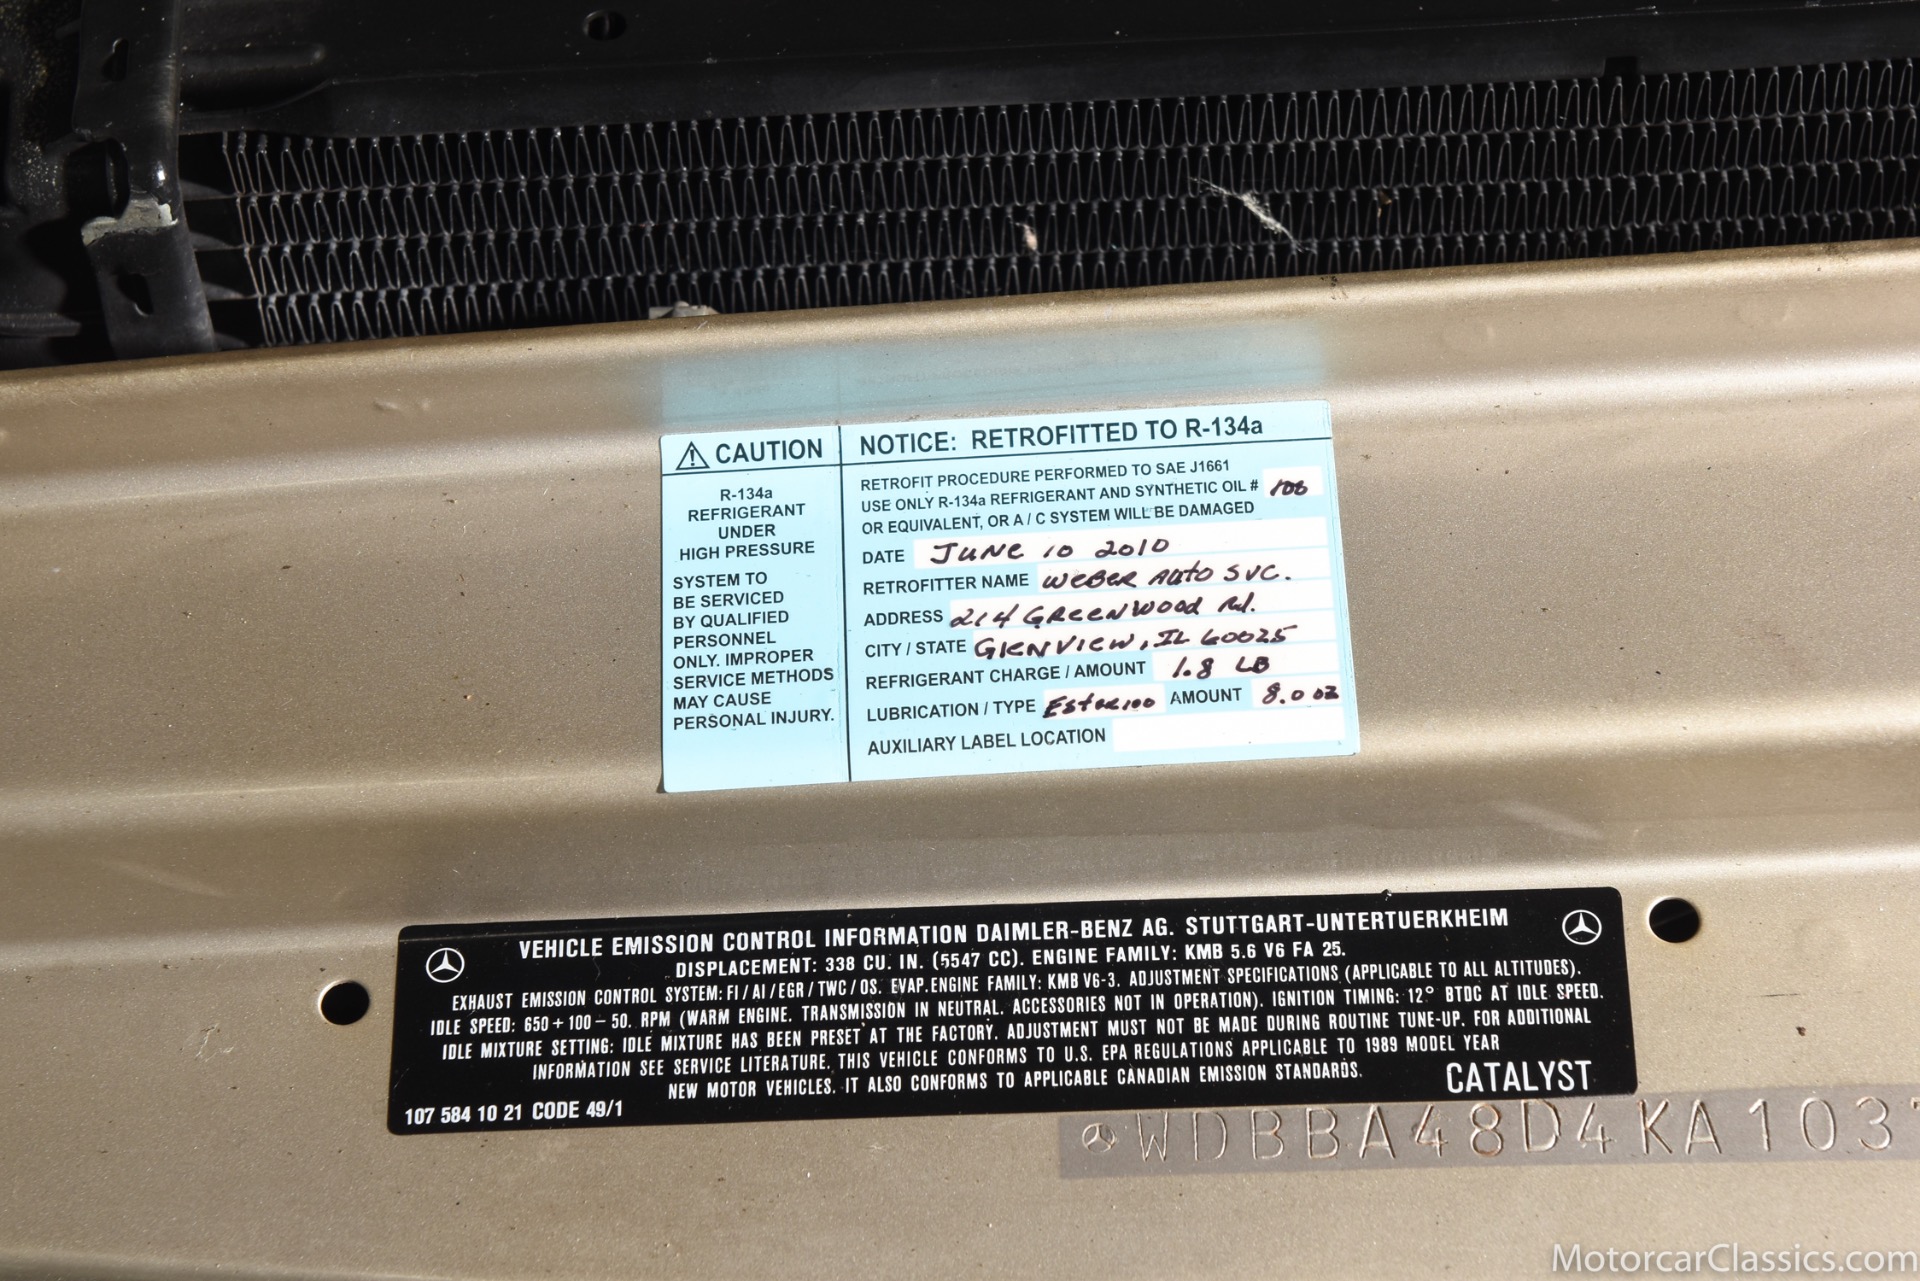 CAUTION
R-134a
REFRIGERANT
UNDER
HIGH PRESSURE
SYSTEM TO
BE SERVICED
BY QUALIFIED
PERSONNEL
ONLY. IMPROPER
SERVICE METHODS
MAY CAUSE
PERSONAL INJURY.
NOTICE: RETROFITTED TO R-134a
RETROFIT PROCEDURE PERFORMED TO SAE J1661
USE ONLY R-134a REFRIGERANT AND SYNTHETIC OIL # 100
OR EQUIVALENT, OR A / C SYSTEM WILL BE DAMAGED
DATE JUNE 10 2010
RETROFITTER NAME WEBER AUTO SVC.
ADDRESS 214 GREENWOOD Rd.
CITY / STATE GLENVIEW, IL 60025
REFRIGERANT CHARGE / AMOUNT 1.8 LB
LUBRICATION / TYPE Ester100 AMOUNT 8.0 oz
AUXILIARY LABEL LOCATION
VEHICLE EMISSION CONTROL INFORMATION DAIMLER-BENZ AG. STUTTGART-UNTERTUERKHEIM
DISPLACEMENT: 338 CU. IN. (5547 CC). ENGINE FAMILY: KMB 5.6 V6 FA 25.
EXHAUST EMISSION CONTROL SYSTEM: FI / AI / EGR / TWC / OS. EVAP. ENGINE FAMILY: KMB V6-3. ADJUSTMENT SPECIFICATIONS (APPLICABLE TO ALL ALTITUDES).
IDLE SPEED: 650 + 100 – 50. RPM (WARM ENGINE. TRANSMISSION IN NEUTRAL. ACCESSORIES NOT IN OPERATION). IGNITION TIMING: 12° BTDC AT IDLE SPEED.
IDLE MIXTURE SETTING: IDLE MIXTURE HAS BEEN PRESET AT THE FACTORY. ADJUSTMENT MUST NOT BE MADE DURING ROUTINE TUNE-UP. FOR ADDITIONAL
INFORMATION SEE SERVICE LITERATURE. THIS VEHICLE CONFORMS TO U.S. EPA REGULATIONS APPLICABLE TO 1989 MODEL YEAR
NEW MOTOR VEHICLES. IT ALSO CONFORMS TO APPLICABLE CANADIAN EMISSION STANDARDS.
CATALYST
107 584 10 21 CODE 49/1
WDBBA48D4KA103
MotorcarClassics.com